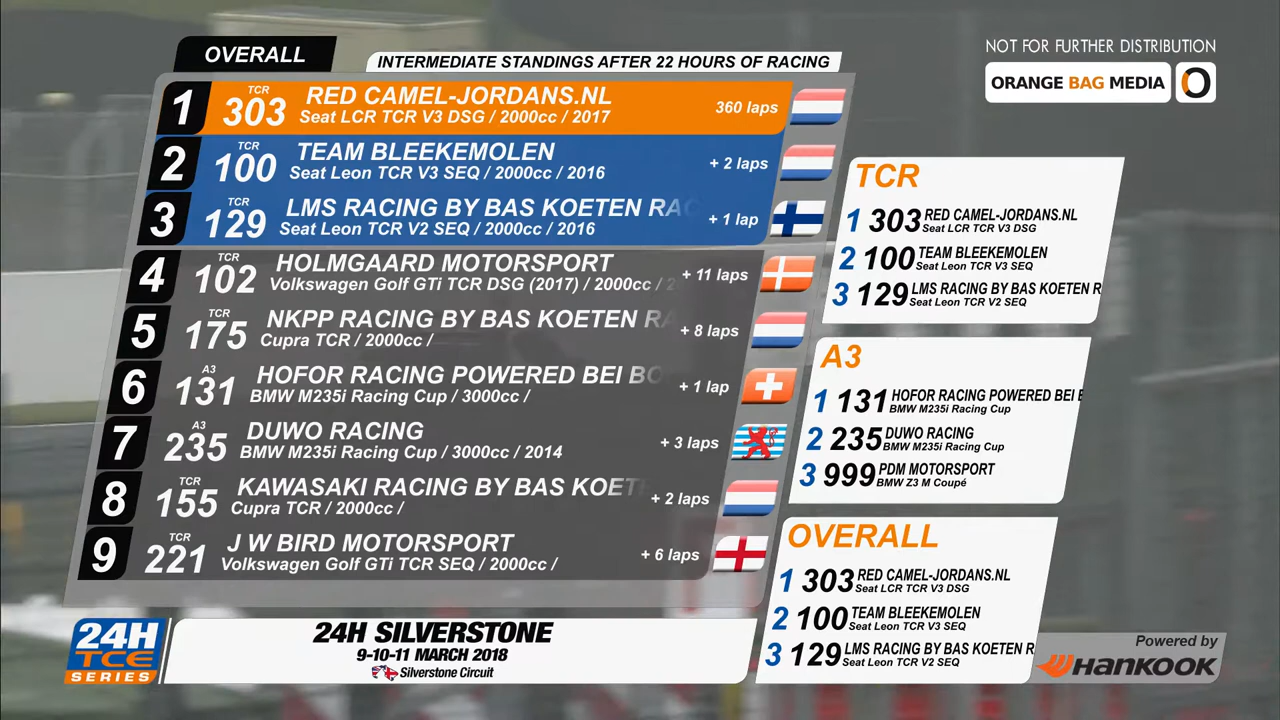 OVERALL
INTERMEDIATE STANDINGS AFTER 22 HOURS OF RACING
NOT FOR FURTHER DISTRIBUTION
ORANGE BAG MEDIA
1 TCR 303 RED CAMEL-JORDANS.NL 360 laps
Seat LCR TCR V3 DSG / 2000cc / 2017
2 TCR 100 TEAM BLEEKEMOLEN + 2 laps
Seat Leon TCR V3 SEQ / 2000cc / 2016
3 TCR 129 LMS RACING BY BAS KOETEN RAC + 1 lap
Seat Leon TCR V2 SEQ / 2000cc / 2016
4 TCR 102 HOLMGAARD MOTORSPORT + 11 laps
Volkswagen Golf GTi TCR DSG (2017) / 2000cc / 2
5 TCR 175 NKPP RACING BY BAS KOETEN RA + 8 laps
Cupra TCR / 2000cc /
6 A3 131 HOFOR RACING POWERED BEI BO + 1 lap
BMW M235i Racing Cup / 3000cc /
7 A3 235 DUWO RACING + 3 laps
BMW M235i Racing Cup / 3000cc / 2014
8 TCR 155 KAWASAKI RACING BY BAS KOET + 2 laps
Cupra TCR / 2000cc /
9 TCR 221 J W BIRD MOTORSPORT + 6 laps
Volkswagen Golf GTi TCR SEQ / 2000cc /
TCR
1 303 RED CAMEL-JORDANS.NL
Seat LCR TCR V3 DSG
2 100 TEAM BLEEKEMOLEN
Seat Leon TCR V3 SEQ
3 129 LMS RACING BY BAS KOETEN R
Seat Leon TCR V2 SEQ
A3
1 131 HOFOR RACING POWERED BEI B
BMW M235i Racing Cup
2 235 DUWO RACING
BMW M235i Racing Cup
3 999 PDM MOTORSPORT
BMW Z3 M Coupé
OVERALL
1 303 RED CAMEL-JORDANS.NL
Seat LCR TCR V3 DSG
2 100 TEAM BLEEKEMOLEN
Seat Leon TCR V3 SEQ
3 129 LMS RACING BY BAS KOETEN R
Seat Leon TCR V2 SEQ
24H
TCE
SERIES
24H SILVERSTONE
9-10-11 MARCH 2018
Silverstone Circuit
Powered by
HANKOOK